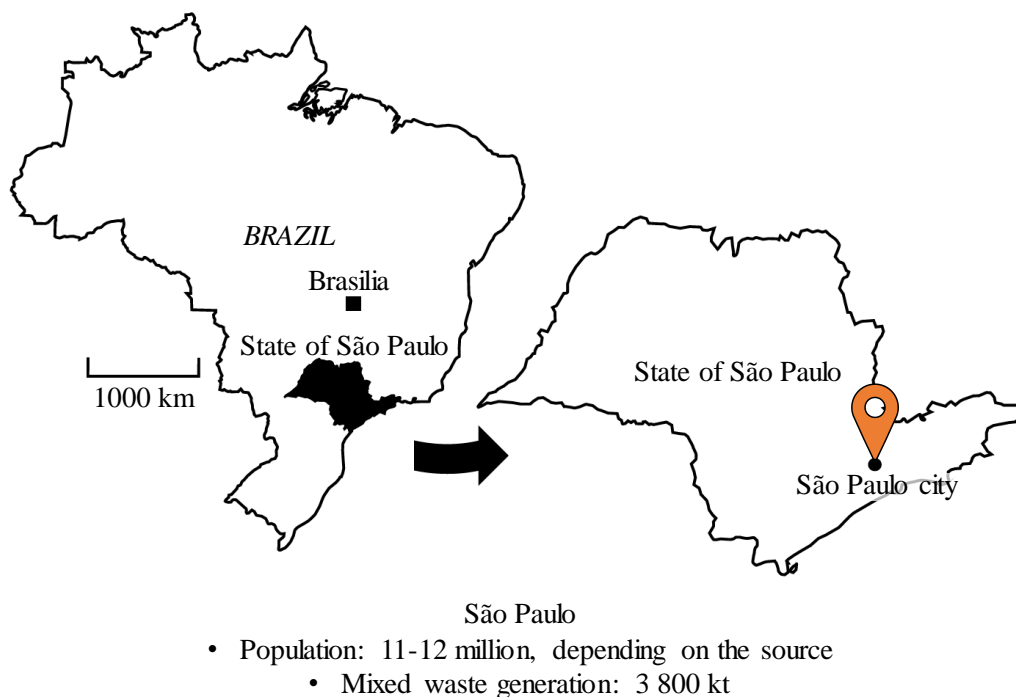 BRAZIL
Brasilia
State of São Paulo
1000 km
State of São Paulo
São Paulo city
São Paulo
• Population: 11-12 million, depending on the source
• Mixed waste generation: 3 800 kt